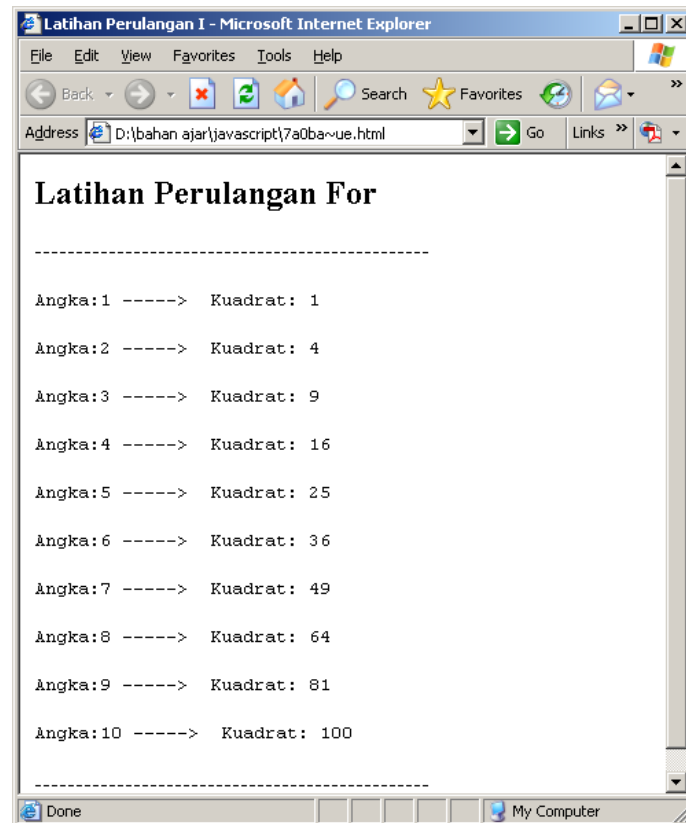 Latihan Perulangan I - Microsoft Internet Explorer
File Edit View Favorites Tools Help
Back Search Favorites »
Address D:\bahan ajar\javascript\7a0ba~ue.html Go Links »
Latihan Perulangan For
------------------------------------------------
Angka:1 -----> Kuadrat: 1
Angka:2 -----> Kuadrat: 4
Angka:3 -----> Kuadrat: 9
Angka:4 -----> Kuadrat: 16
Angka:5 -----> Kuadrat: 25
Angka:6 -----> Kuadrat: 36
Angka:7 -----> Kuadrat: 49
Angka:8 -----> Kuadrat: 64
Angka:9 -----> Kuadrat: 81
Angka:10 -----> Kuadrat: 100
------------------------------------------------
Done My Computer